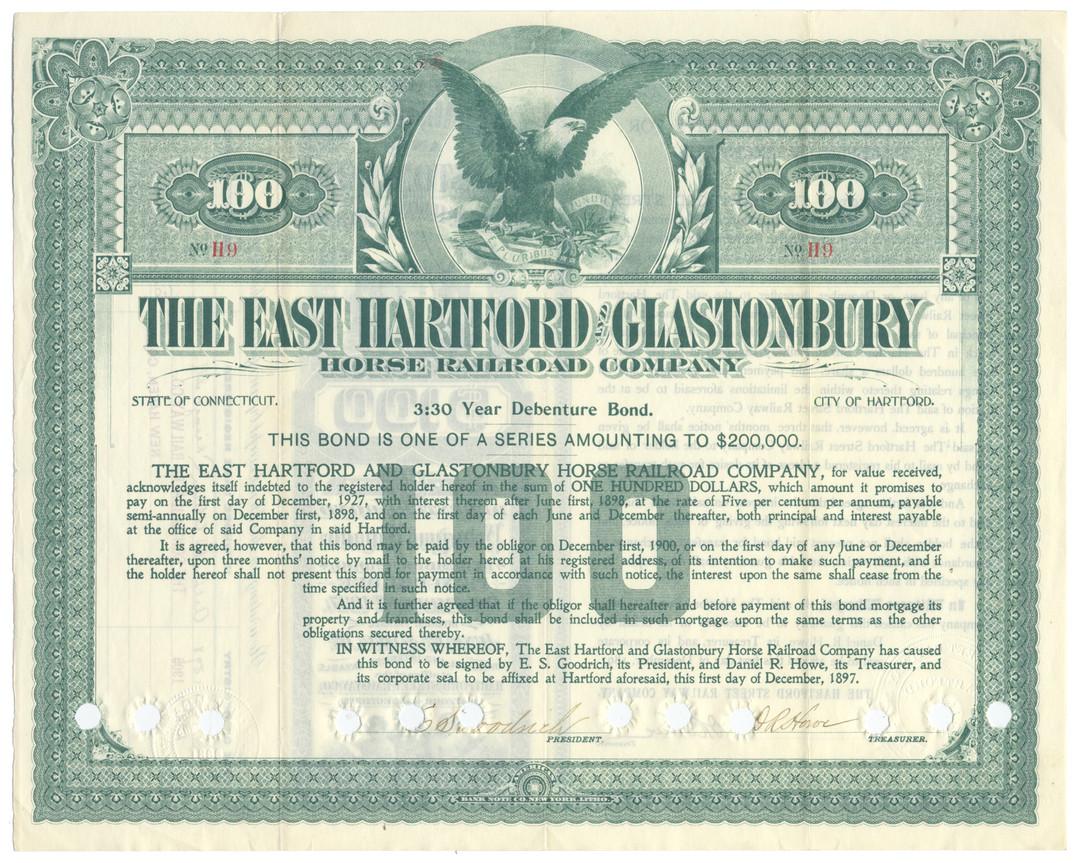 100
100
No H9
No H9
E PLURIBUS UNUM
THE EAST HARTFORD AND GLASTONBURY
HORSE RAILROAD COMPANY
STATE OF CONNECTICUT.
CITY OF HARTFORD.
3:30 Year Debenture Bond.
THIS BOND IS ONE OF A SERIES AMOUNTING TO $200,000.
THE EAST HARTFORD AND GLASTONBURY HORSE RAILROAD COMPANY, for value received,
acknowledges itself indebted to the registered holder hereof in the sum of ONE HUNDRED DOLLARS, which amount it promises to
pay on the first day of December, 1927, with interest thereon after June first, 1898, at the rate of Five per centum per annum, payable
semi-annually on December first, 1898, and on the first day of each June and December thereafter, both principal and interest payable
at the office of said Company in said Hartford.
It is agreed, however, that this bond may be paid by the obligor on December first, 1900, or on the first day of any June or December
thereafter, upon three months' notice by mail to the holder hereof at his registered address, of its intention to make such payment, and if
the holder hereof shall not present this bond for payment in accordance with such notice, the interest upon the same shall cease from the
time specified in such notice.
And it is further agreed that if the obligor shall hereafter and before payment of this bond mortgage its
property and franchises, this bond shall be included in such mortgage upon the same terms as the other
obligations secured thereby.
100
IN WITNESS WHEREOF, The East Hartford and Glastonbury Horse Railroad Company has caused
this bond to be signed by E. S. Goodrich, its President, and Daniel R. Howe, its Treasurer, and
its corporate seal to be affixed at Hartford aforesaid, this first day of December, 1897.
E S Goodrich
D R Howe
PRESIDENT.
TREASURER.
AMERICAN
BANK NOTE CO. NEW YORK, LITHO.